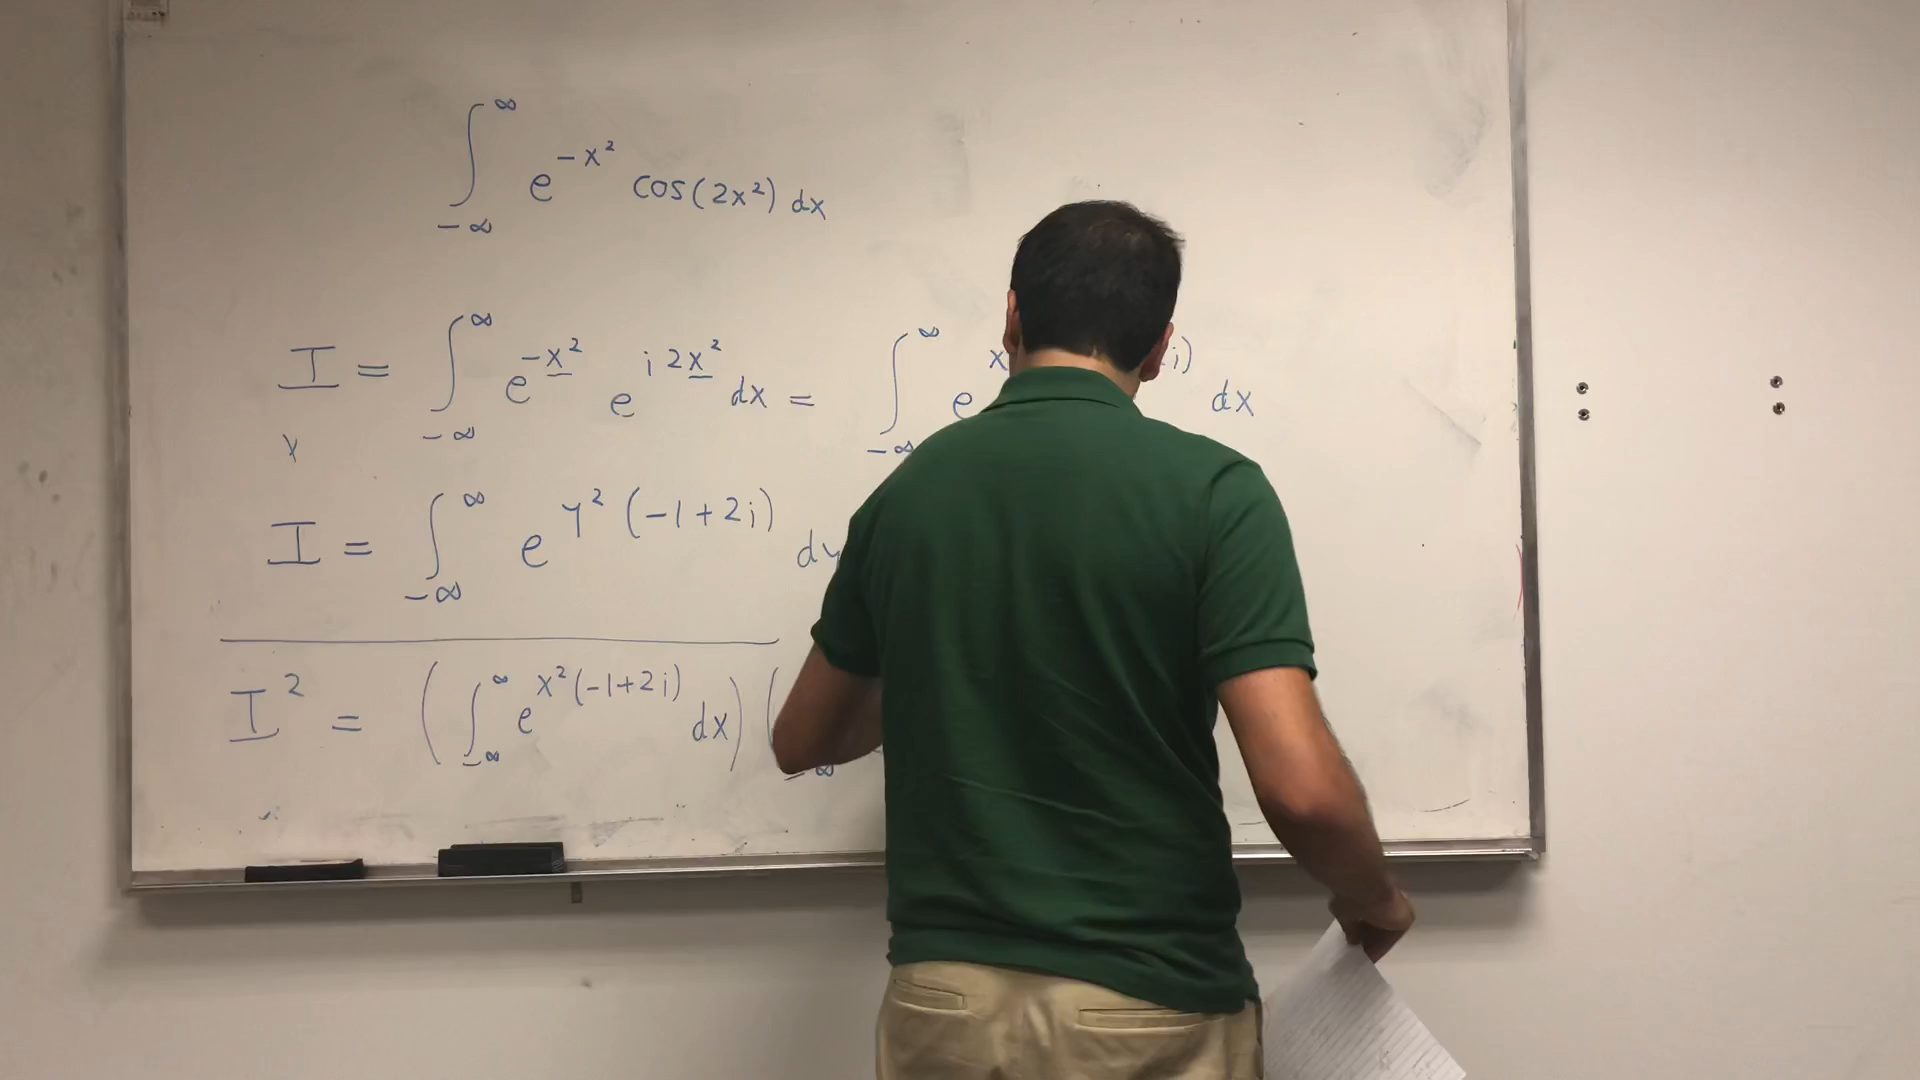 ∫_{-∞}^{∞} e^{-x²} cos(2x²) dx
I = ∫_{-∞}^{∞} e^{-x²} e^{i2x²} dx = ∫_{-∞}^{∞} e^{x i)} dx
I = ∫_{-∞}^{∞} e^{y²(-1+2i)} dy
I² = (∫_{-∞}^{∞} e^{x²(-1+2i)} dx) ( -∞